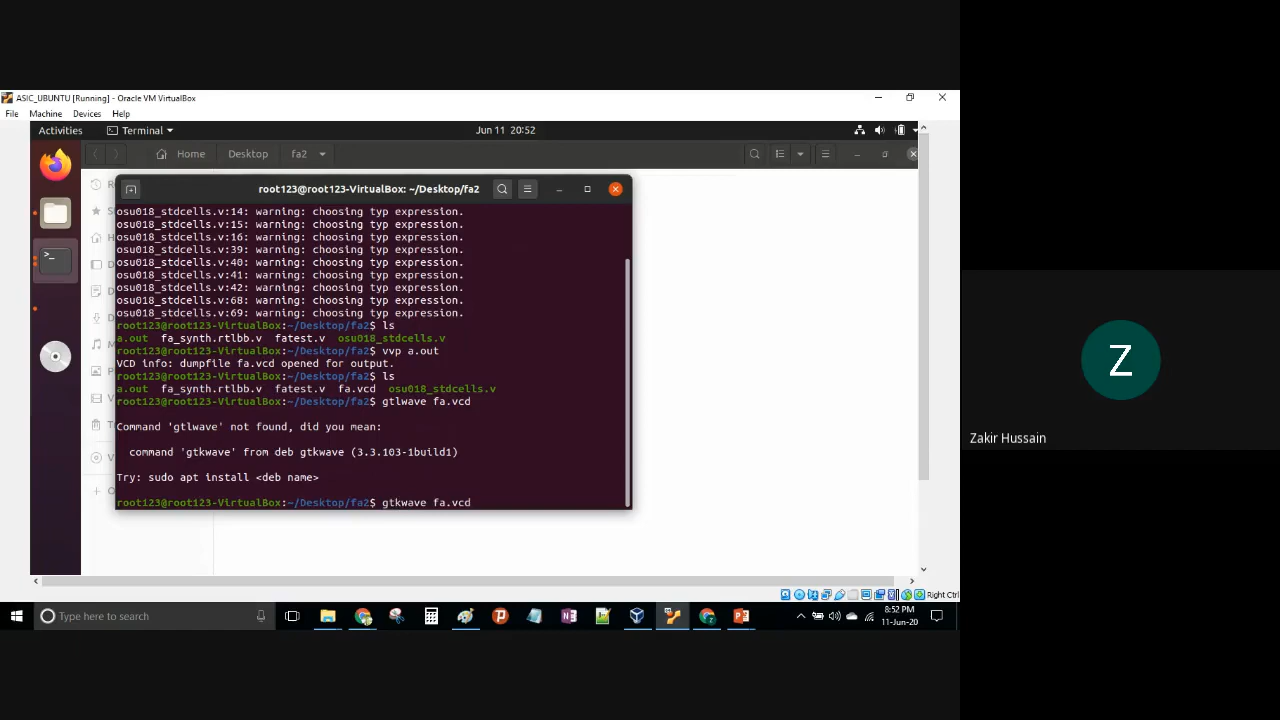 ASIC_UBUNTU [Running] - Oracle VM VirtualBox
File Machine Devices Help
Activities Terminal Jun 11 20:52
Home Desktop fa2
root123@root123-VirtualBox: ~/Desktop/fa2
osu018_stdcells.v:14: warning: choosing typ expression.
osu018_stdcells.v:15: warning: choosing typ expression.
osu018_stdcells.v:16: warning: choosing typ expression.
osu018_stdcells.v:39: warning: choosing typ expression.
osu018_stdcells.v:40: warning: choosing typ expression.
osu018_stdcells.v:41: warning: choosing typ expression.
osu018_stdcells.v:42: warning: choosing typ expression.
osu018_stdcells.v:68: warning: choosing typ expression.
osu018_stdcells.v:69: warning: choosing typ expression.
root123@root123-VirtualBox:~/Desktop/fa2$ ls
a.out fa_synth.rtlbb.v fatest.v osu018_stdcells.v
root123@root123-VirtualBox:~/Desktop/fa2$ vvp a.out
VCD info: dumpfile fa.vcd opened for output.
root123@root123-VirtualBox:~/Desktop/fa2$ ls
a.out fa_synth.rtlbb.v fatest.v fa.vcd osu018_stdcells.v
root123@root123-VirtualBox:~/Desktop/fa2$ gtlwave fa.vcd
Command 'gtlwave' not found, did you mean:
command 'gtkwave' from deb gtkwave (3.3.103-1build1)
Try: sudo apt install <deb name>
root123@root123-VirtualBox:~/Desktop/fa2$ gtkwave fa.vcd
Z
Zakir Hussain
Right Ctrl
Type here to search
8:52 PM
11-Jun-20